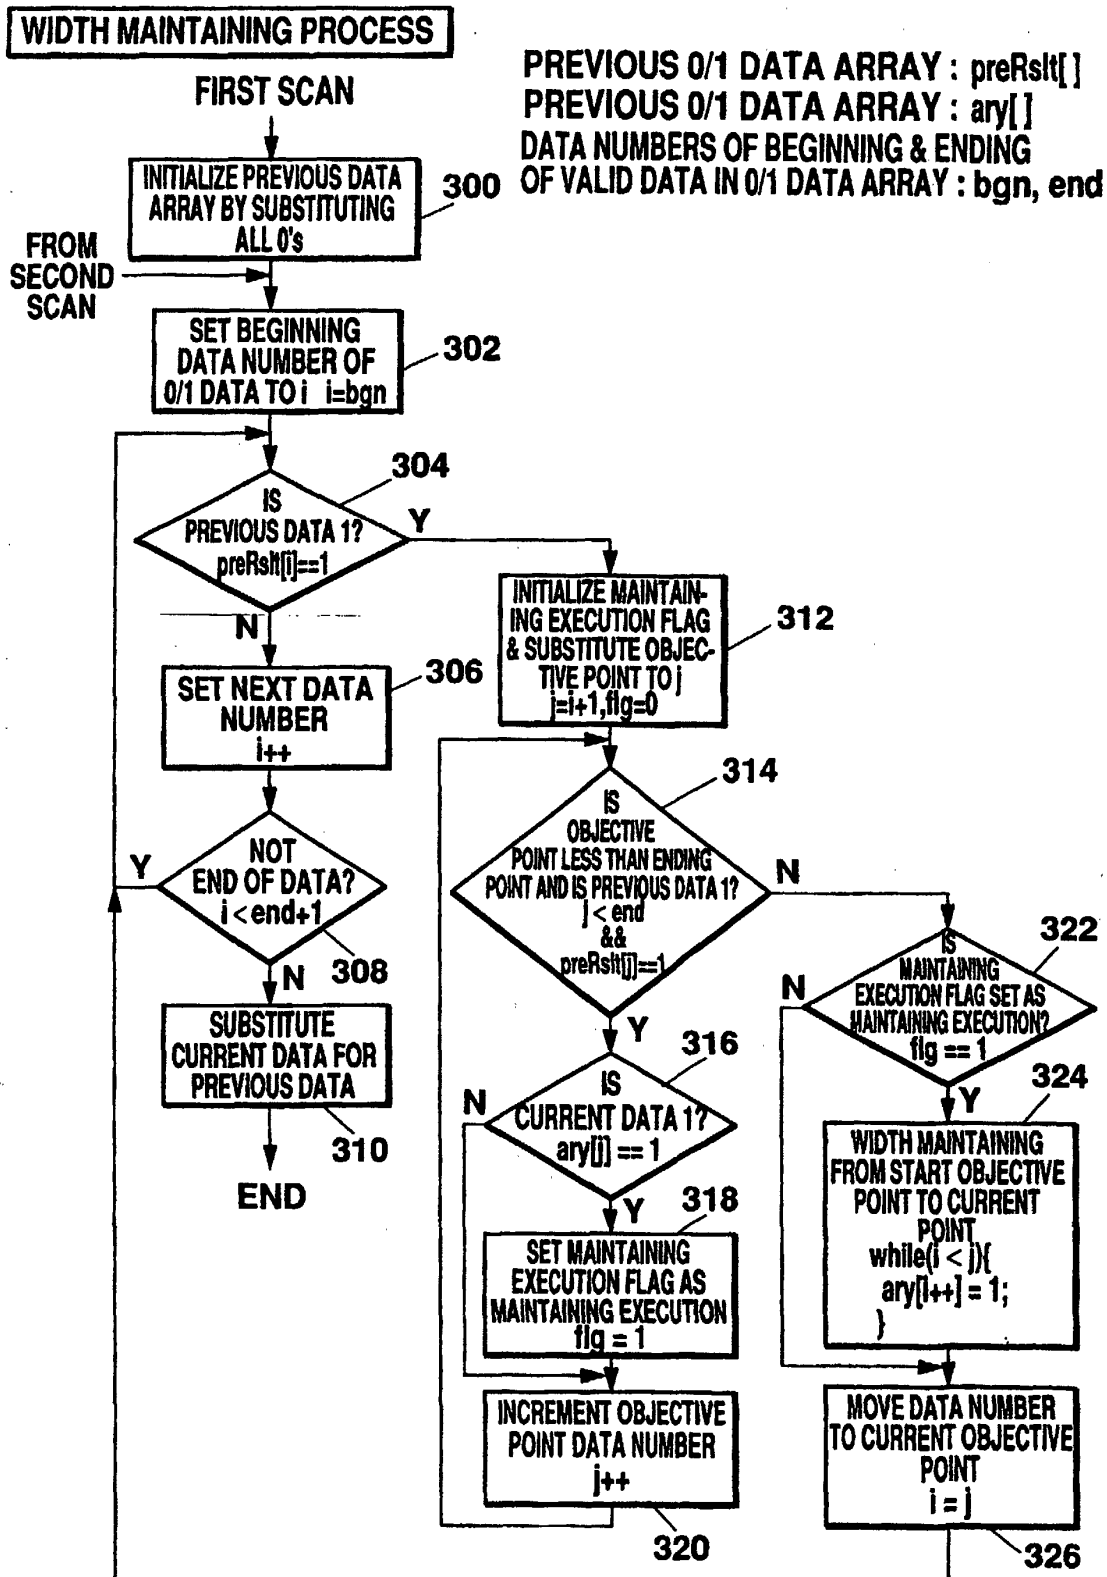 WIDTH MAINTAINING PROCESS
PREVIOUS 0/1 DATA ARRAY : preRslt[ ]
PREVIOUS 0/1 DATA ARRAY : ary[ ]
DATA NUMBERS OF BEGINNING & ENDING
OF VALID DATA IN 0/1 DATA ARRAY : bgn, end
FIRST SCAN
INITIALIZE PREVIOUS DATA
ARRAY BY SUBSTITUTING
ALL 0's
300
FROM
SECOND
SCAN
SET BEGINNING
DATA NUMBER OF
0/1 DATA TO i i=bgn
302
304
IS
PREVIOUS DATA 1?
preRslt[i]==1
Y
N
SET NEXT DATA
NUMBER
i++
306
NOT
END OF DATA?
i < end+1
Y
308
N
SUBSTITUTE
CURRENT DATA FOR
PREVIOUS DATA
310
END
INITIALIZE MAINTAIN-
ING EXECUTION FLAG
& SUBSTITUTE OBJEC-
TIVE POINT TO j
j=i+1,flg=0
312
314
IS
OBJECTIVE
POINT LESS THAN ENDING
POINT AND IS PREVIOUS DATA 1?
j < end
&&
preRslt[j]==1
N
Y
316
IS
CURRENT DATA 1?
ary[j] == 1
N
Y
318
SET MAINTAINING
EXECUTION FLAG AS
MAINTAINING EXECUTION
flg = 1
INCREMENT OBJECTIVE
POINT DATA NUMBER
j++
320
322
IS
MAINTAINING
EXECUTION FLAG SET AS
MAINTAINING EXECUTION?
flg == 1
N
Y
324
WIDTH MAINTAINING
FROM START OBJECTIVE
POINT TO CURRENT
POINT
while(i < j){
ary[i++] = 1;
}
MOVE DATA NUMBER
TO CURRENT OBJECTIVE
POINT
i = j
326